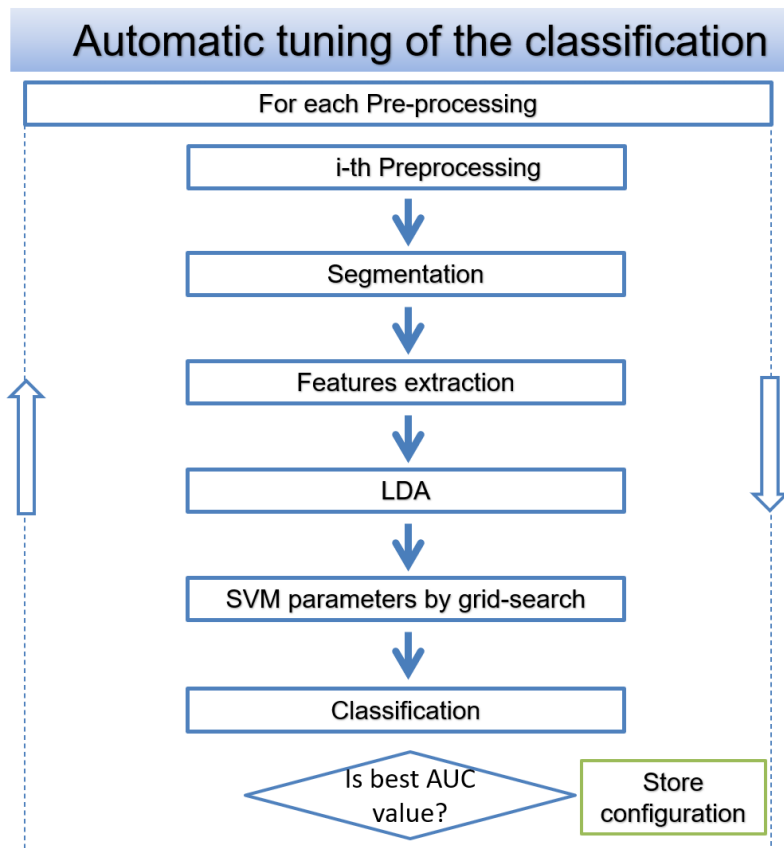 Automatic tuning of the classification
For each Pre-processing
i-th Preprocessing
Segmentation
Features extraction
LDA
SVM parameters by grid-search
Classification
Is best AUC
value?
Store
configuration